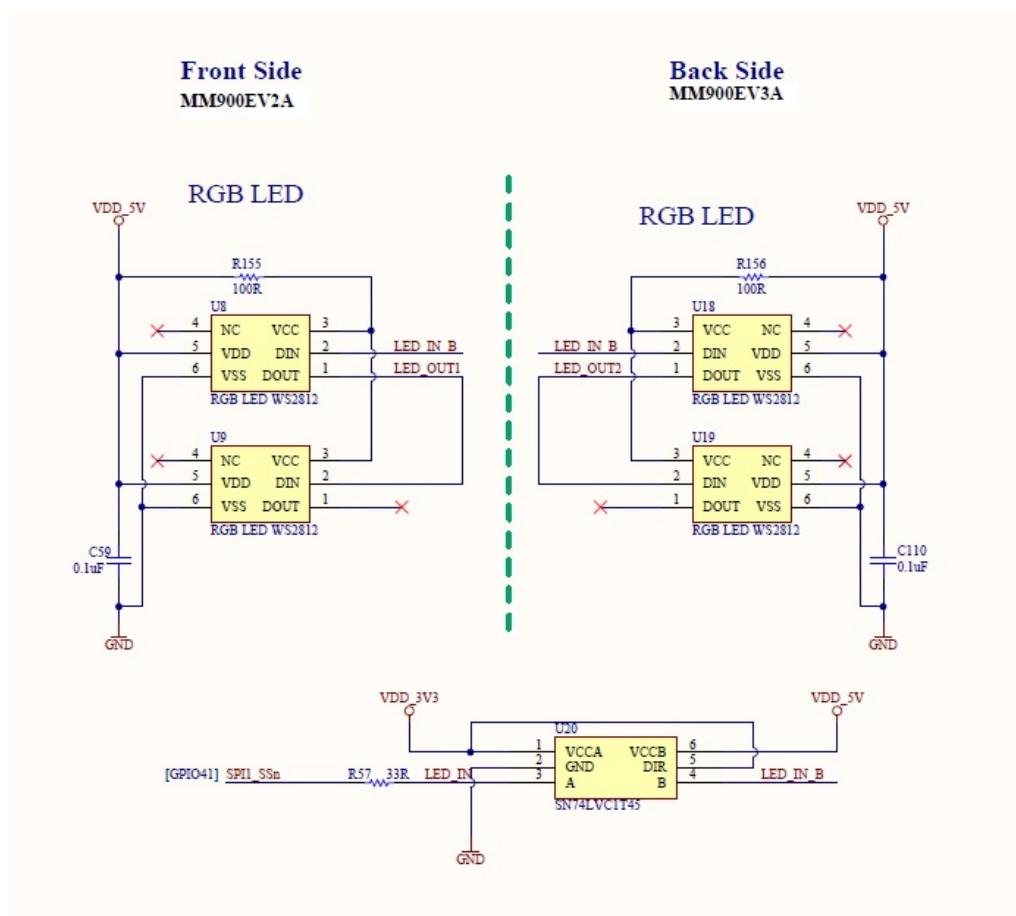 Front Side
MM900EV2A
Back Side
MM900EV3A
RGB LED
RGB LED
VDD_5V
R155
100R
U8
4 NC VCC 3
5 VDD DIN 2 LED_IN_B
6 VSS DOUT 1 LED_OUT1
RGB LED WS2812
U9
4 NC VCC 3
5 VDD DIN 2
6 VSS DOUT 1
RGB LED WS2812
C59
0.1uF
GND
VDD_5V
R156
100R
U18
3 VCC NC 4
LED_IN_B 2 DIN VDD 5
LED_OUT2 1 DOUT VSS 6
RGB LED WS2812
U19
3 VCC NC 4
2 DIN VDD 5
1 DOUT VSS 6
RGB LED WS2812
C110
0.1uF
GND
VDD_3V3
VDD_5V
U20
1 VCCA VCCB 6
2 GND DIR 5
[GPIO41] SPI1_SSn R57 33R LED_IN 3 A B 4 LED_IN_B
SN74LVC1T45
GND